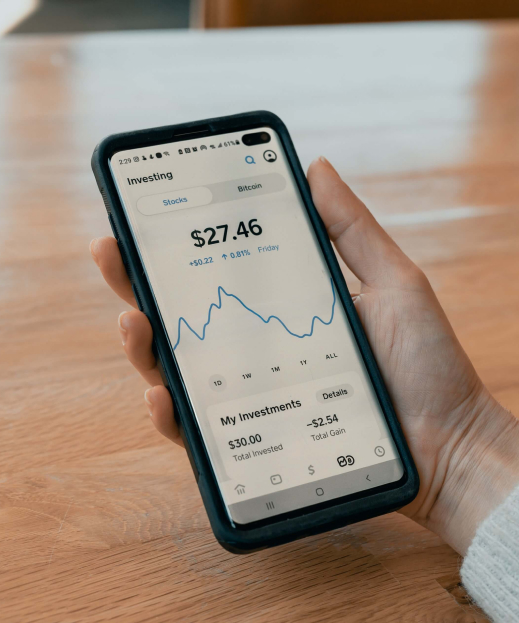 2:29 61%
Investing
Stocks Bitcoin
$27.46
+$0.22 ↑ 0.81% Friday
1D 1W 1M 1Y ALL
My Investments Details
$30.00 –$2.54
Total Invested Total Gain
$